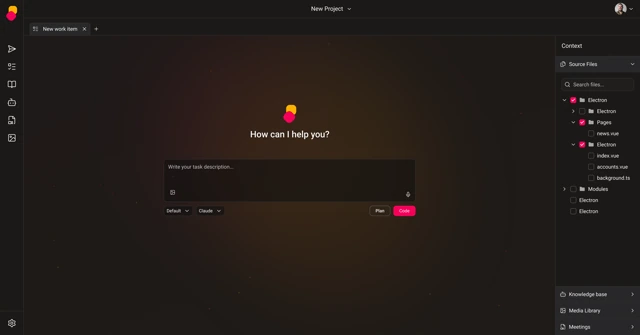 New Project
New work item
Context
Source Files
Search files...
Electron
Electron
Pages
news.vue
Electron
index.vue
accounts.vue
background.ts
Modules
Electron
Electron
How can I help you?
Write your task description...
Default
Claude
Plan
Code
Knowledge base
Media Library
Meetings